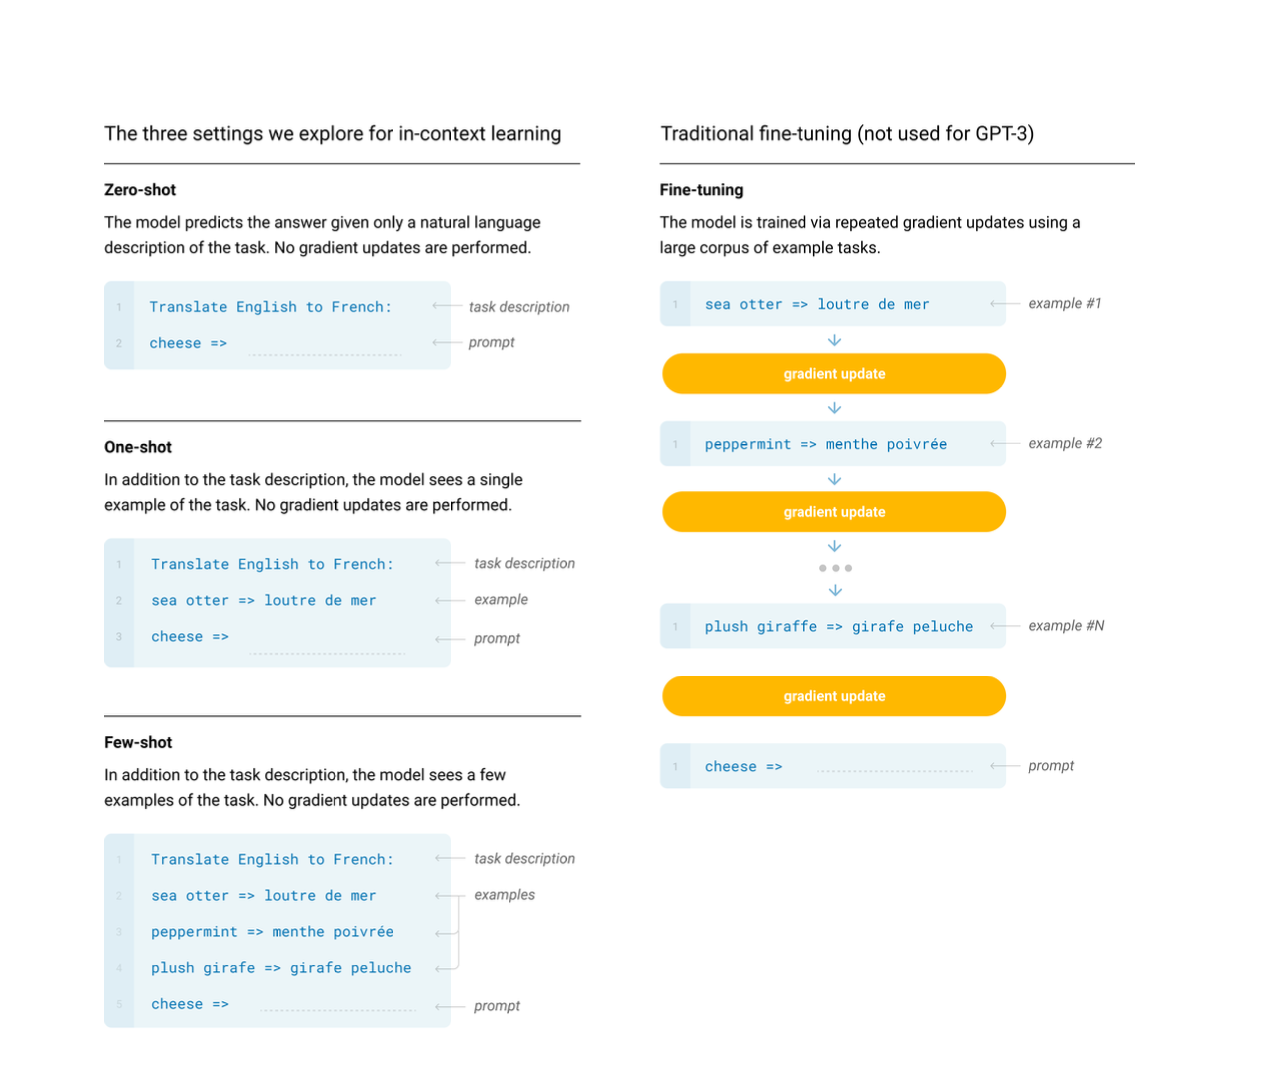 The three settings we explore for in-context learning
Zero-shot
The model predicts the answer given only a natural language
description of the task. No gradient updates are performed.
1 Translate English to French: task description
2 cheese => prompt
One-shot
In addition to the task description, the model sees a single
example of the task. No gradient updates are performed.
1 Translate English to French: task description
2 sea otter => loutre de mer example
3 cheese => prompt
Few-shot
In addition to the task description, the model sees a few
examples of the task. No gradient updates are performed.
1 Translate English to French: task description
2 sea otter => loutre de mer examples
3 peppermint => menthe poivrée
4 plush girafe => girafe peluche
5 cheese => prompt
Traditional fine-tuning (not used for GPT-3)
Fine-tuning
The model is trained via repeated gradient updates using a
large corpus of example tasks.
1 sea otter => loutre de mer example #1
gradient update
1 peppermint => menthe poivrée example #2
gradient update
1 plush giraffe => girafe peluche example #N
gradient update
1 cheese => prompt